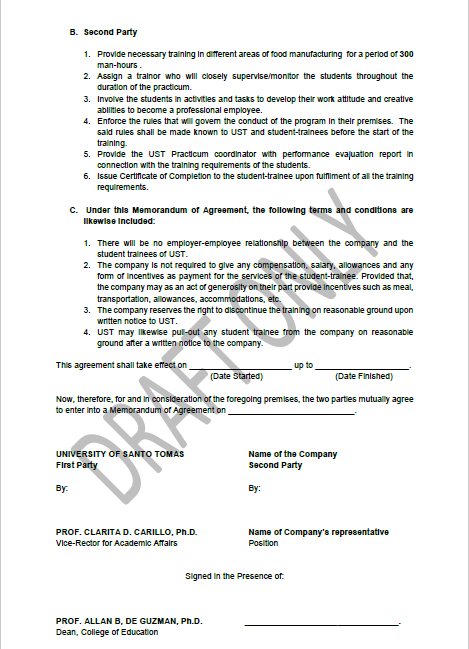 B. Second Party
1. Provide necessary training in different areas of food manufacturing for a period of 300
man-hours .
2. Assign a trainor who will closely supervise/monitor the students throughout the
duration of the practicum.
3. Involve the students in activities and tasks to develop their work attitude and creative
abilities to become a professional employee.
4. Enforce the rules that will govern the conduct of the program in their premises. The
said rules shall be made known to UST and student-trainees before the start of the
training.
5. Provide the UST Practicum coordinator with performance evaluation report in
connection with the training requirements of the students.
6. Issue Certificate of Completion to the student-trainee upon fulfilment of all the training
requirements.
C. Under this Memorandum of Agreement, the following terms and conditions are
likewise included:
1. There will be no employer-employee relationship between the company and the
student trainees of UST.
2. The company is not required to give any compensation, salary, allowances and any
form of incentives as payment for the services of the student-trainee. Provided that,
the company may as an act of generosity on their part provide incentives such as meal,
transportation, allowances, accommodations, etc.
3. The company reserves the right to discontinue the training on reasonable ground upon
written notice to UST.
4. UST may likewise pull-out any student trainee from the company on reasonable
ground after a written notice to the company.
This agreement shall take effect on ______________________ up to ____________________.
(Date Started) (Date Finished)
Now, therefore, for and in consideration of the foregoing premises, the two parties mutually agree
to enter into a Memorandum of Agreement on ___________________________.
UNIVERSITY OF SANTO TOMAS Name of the Company
First Party Second Party
By: By:
PROF. CLARITA D. CARILLO, Ph.D. Name of Company's representative
Vice-Rector for Academic Affairs Position
Signed in the Presence of:
PROF. ALLAN B, DE GUZMAN, Ph.D. _________________________________.
Dean, College of Education
DRAFT ONLY